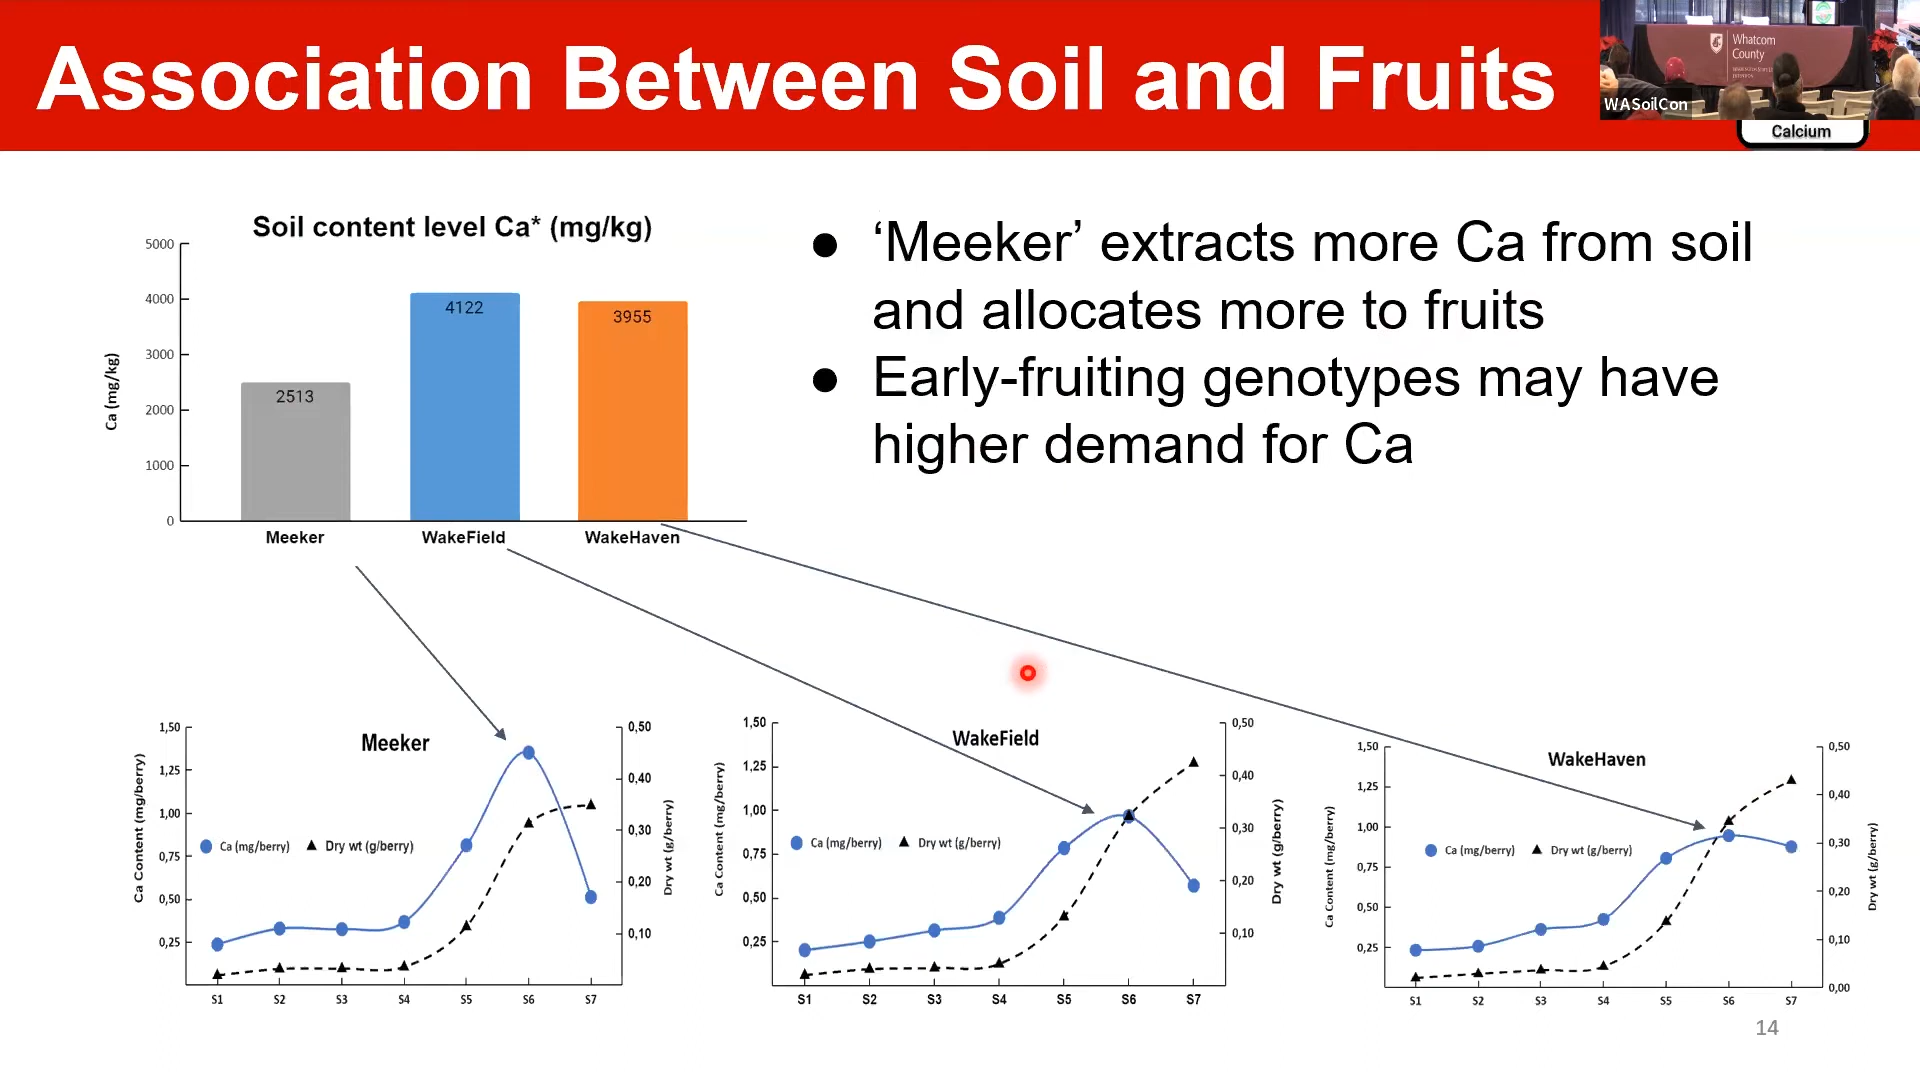 Association Between Soil and Fruits
Whatcom
County
WASoilCon
Calcium
Soil content level Ca* (mg/kg)
Ca (mg/kg)
5000
4000
3000
2000
1000
0
2513
4122
3955
Meeker
WakeField
WakeHaven
● ‘Meeker’ extracts more Ca from soil
and allocates more to fruits
● Early-fruiting genotypes may have
higher demand for Ca
Meeker
Ca Content (mg/berry)
1,50
1,25
1,00
0,75
0,50
0,25
Ca (mg/berry) Dry wt (g/berry)
0,50
0,40
0,30
0,20
0,10
Dry wt (g/berry)
S1 S2 S3 S4 S5 S6 S7
WakeField
Ca Content (mg/berry)
1,50
1,25
1,00
0,75
0,50
0,25
Ca (mg/berry) Dry wt (g/berry)
0,50
0,40
0,30
0,20
0,10
Dry wt (g/berry)
S1 S2 S3 S4 S5 S6 S7
WakeHaven
Ca Content (mg/berry)
1,50
1,25
1,00
0,75
0,50
0,25
Ca (mg/berry) Dry wt (g/berry)
0,50
0,40
0,30
0,20
0,10
0,00
Dry wt (g/berry)
S1 S2 S3 S4 S5 S6 S7
14